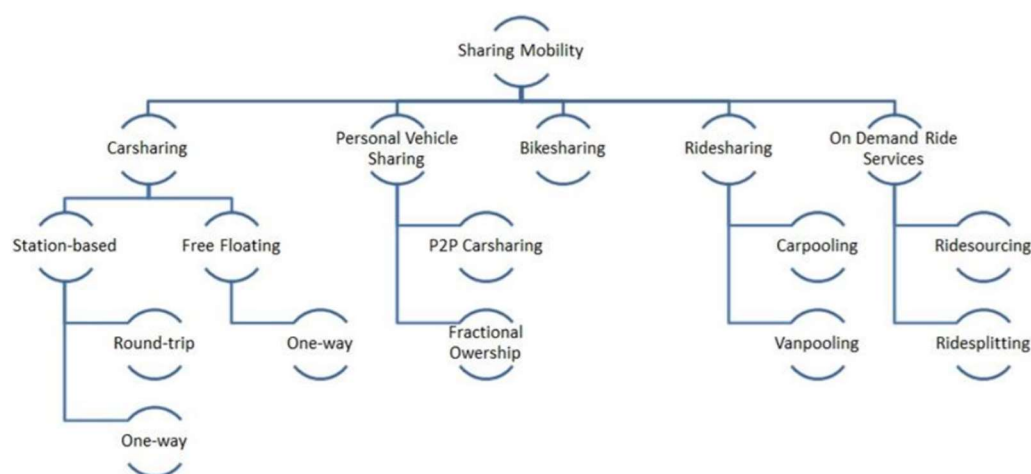 Sharing Mobility
Carsharing
Personal Vehicle
Sharing
Bikesharing
Ridesharing
On Demand Ride
Services
Station-based
Free Floating
P2P Carsharing
Carpooling
Ridesourcing
Round-trip
One-way
Fractional
Owership
Vanpooling
Ridesplitting
One-way